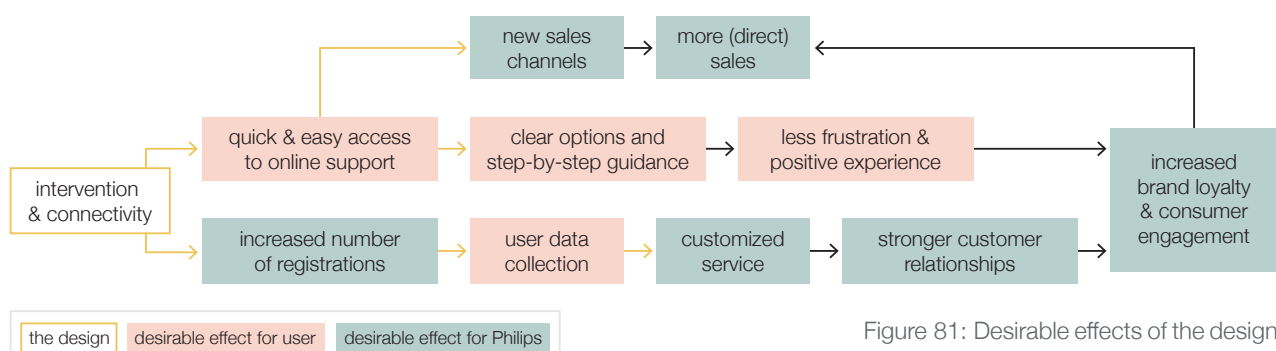 new sales
channels
more (direct)
sales
quick & easy access
to online support
clear options and
step-by-step guidance
less frustration &
positive experience
increased
brand loyalty
& consumer
engagement
intervention
& connectivity
increased number
of registrations
user data
collection
customized
service
stronger customer
relationships
the design
desirable effect for user
desirable effect for Philips
Figure 81: Desirable effects of the design